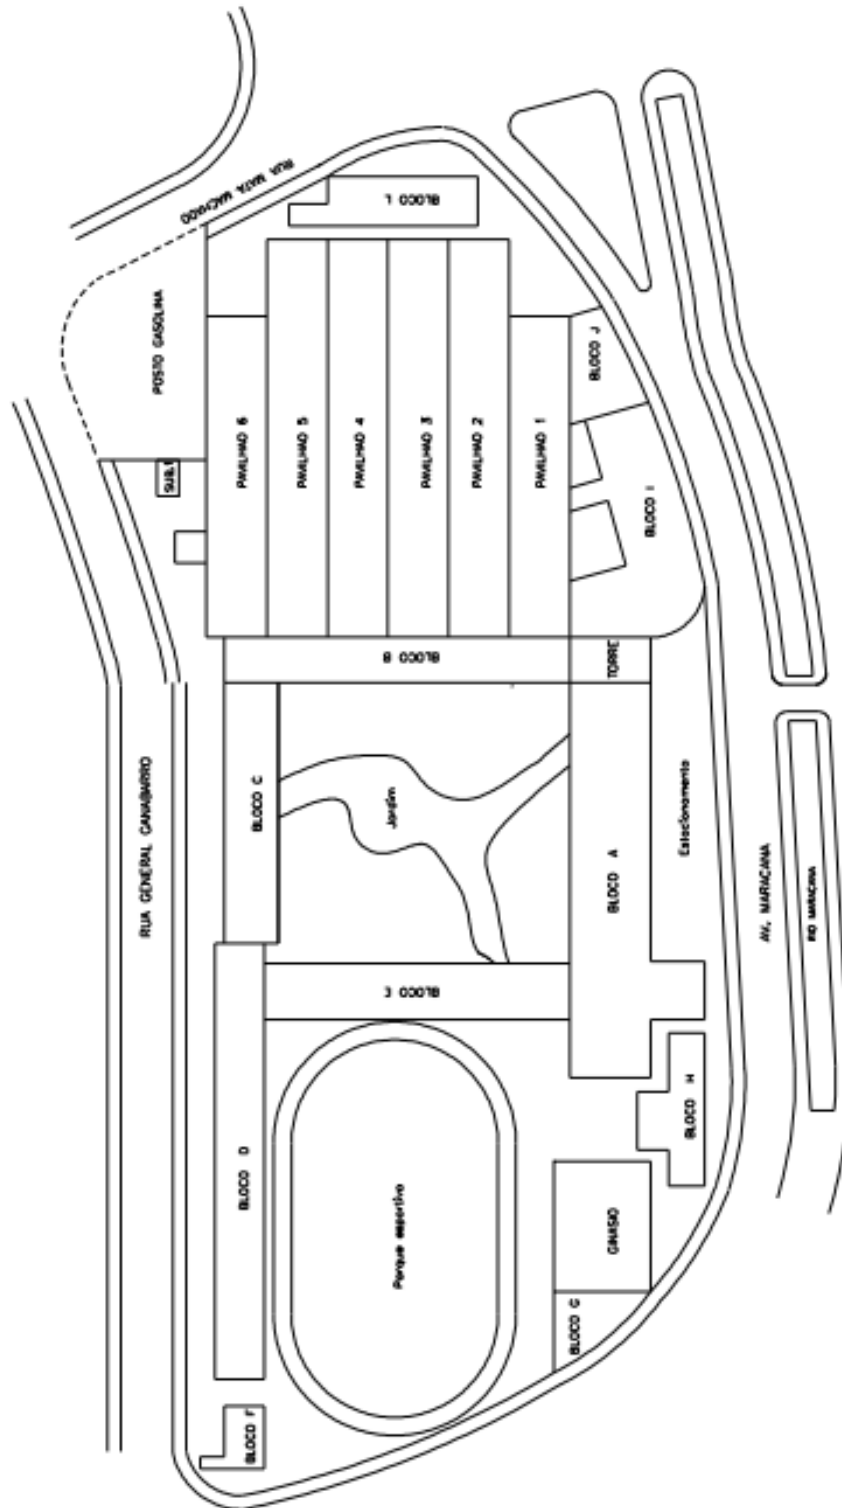 RUA MATA MACHADO
BLOCO L
POSTO GASOLINA
BLOCO J
PAVILHAO 6
PAVILHAO 5
PAVILHAO 4
PAVILHAO 3
PAVILHAO 2
PAVILHAO 1
BLOCO I
BLOCO B
TORRE
RUA GENERAL CANABARRO
BLOCO C
Jardim
BLOCO A
Estacionamento
AV. MARACANA
RIO MARACANA
BLOCO E
BLOCO D
Parque esportivo
BLOCO H
GINASIO
BLOCO G
BLOCO F